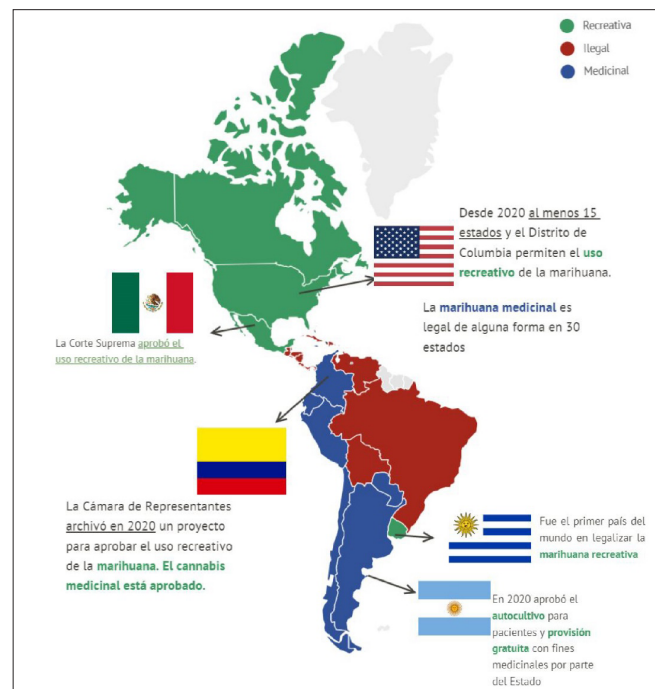 Recreativa
Ilegal
Medicinal
Desde 2020 al menos 15
estados y el Distrito de
Columbia permiten el uso
recreativo de la marihuana.
La marihuana medicinal es
legal de alguna forma en 30
estados
La Corte Suprema aprobó el
uso recreativo de la marihuana.
La Cámara de Representantes
archivó en 2020 un proyecto
para aprobar el uso recreativo
de la marihuana. El cannabis
medicinal está aprobado.
Fue el primer país del
mundo en legalizar la
marihuana recreativa
En 2020 aprobó el
autocultivo para
pacientes y provisión
gratuita con fines
medicinales por parte
del Estado